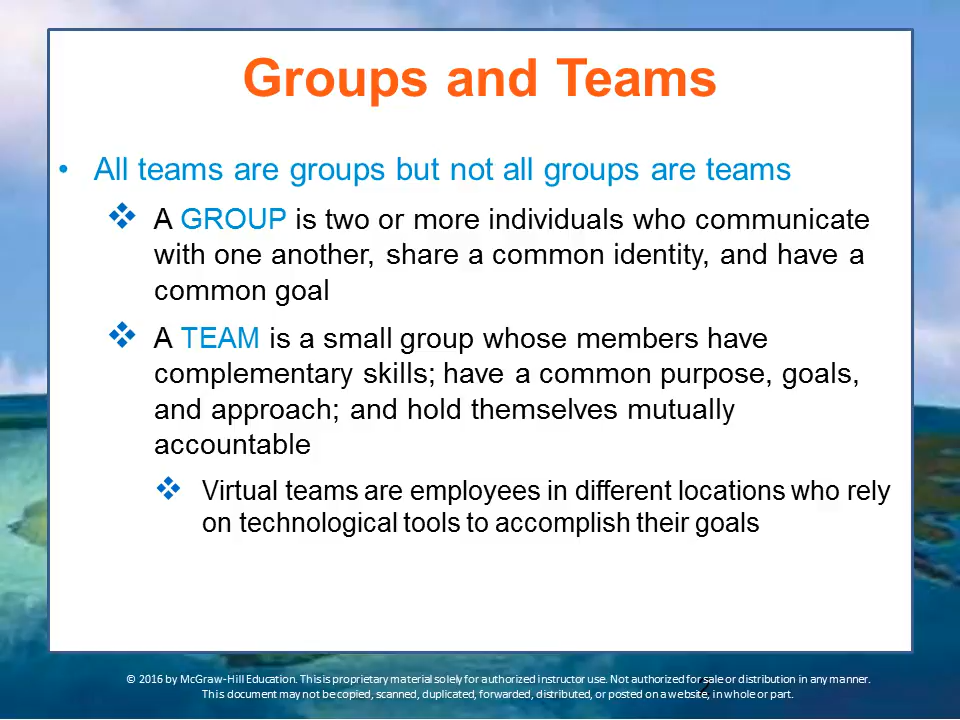 Groups and Teams
• All teams are groups but not all groups are teams
❖ A GROUP is two or more individuals who communicate
with one another, share a common identity, and have a
common goal
❖ A TEAM is a small group whose members have
complementary skills; have a common purpose, goals,
and approach; and hold themselves mutually
accountable
❖ Virtual teams are employees in different locations who rely
on technological tools to accomplish their goals
© 2016 by McGraw-Hill Education. This is proprietary material solely for authorized instructor use. Not authorized for sale or distribution in any manner.
This document may not be copied, scanned, duplicated, forwarded, distributed, or posted on a website, in whole or part.